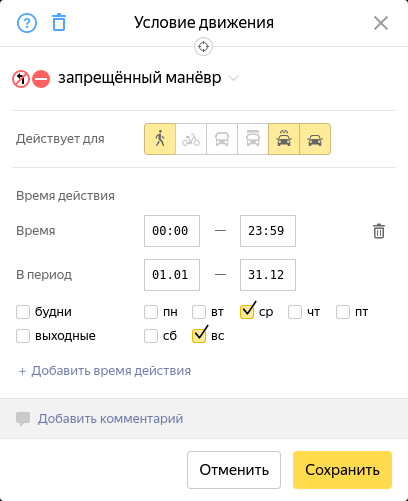 Условие движения
запрещённый манёвр
Действует для
Время действия
Время 00:00 — 23:59
В период 01.01 — 31.12
будни пн вт ср чт пт
выходные сб вс
+ Добавить время действия
Добавить комментарий
Отменить Сохранить